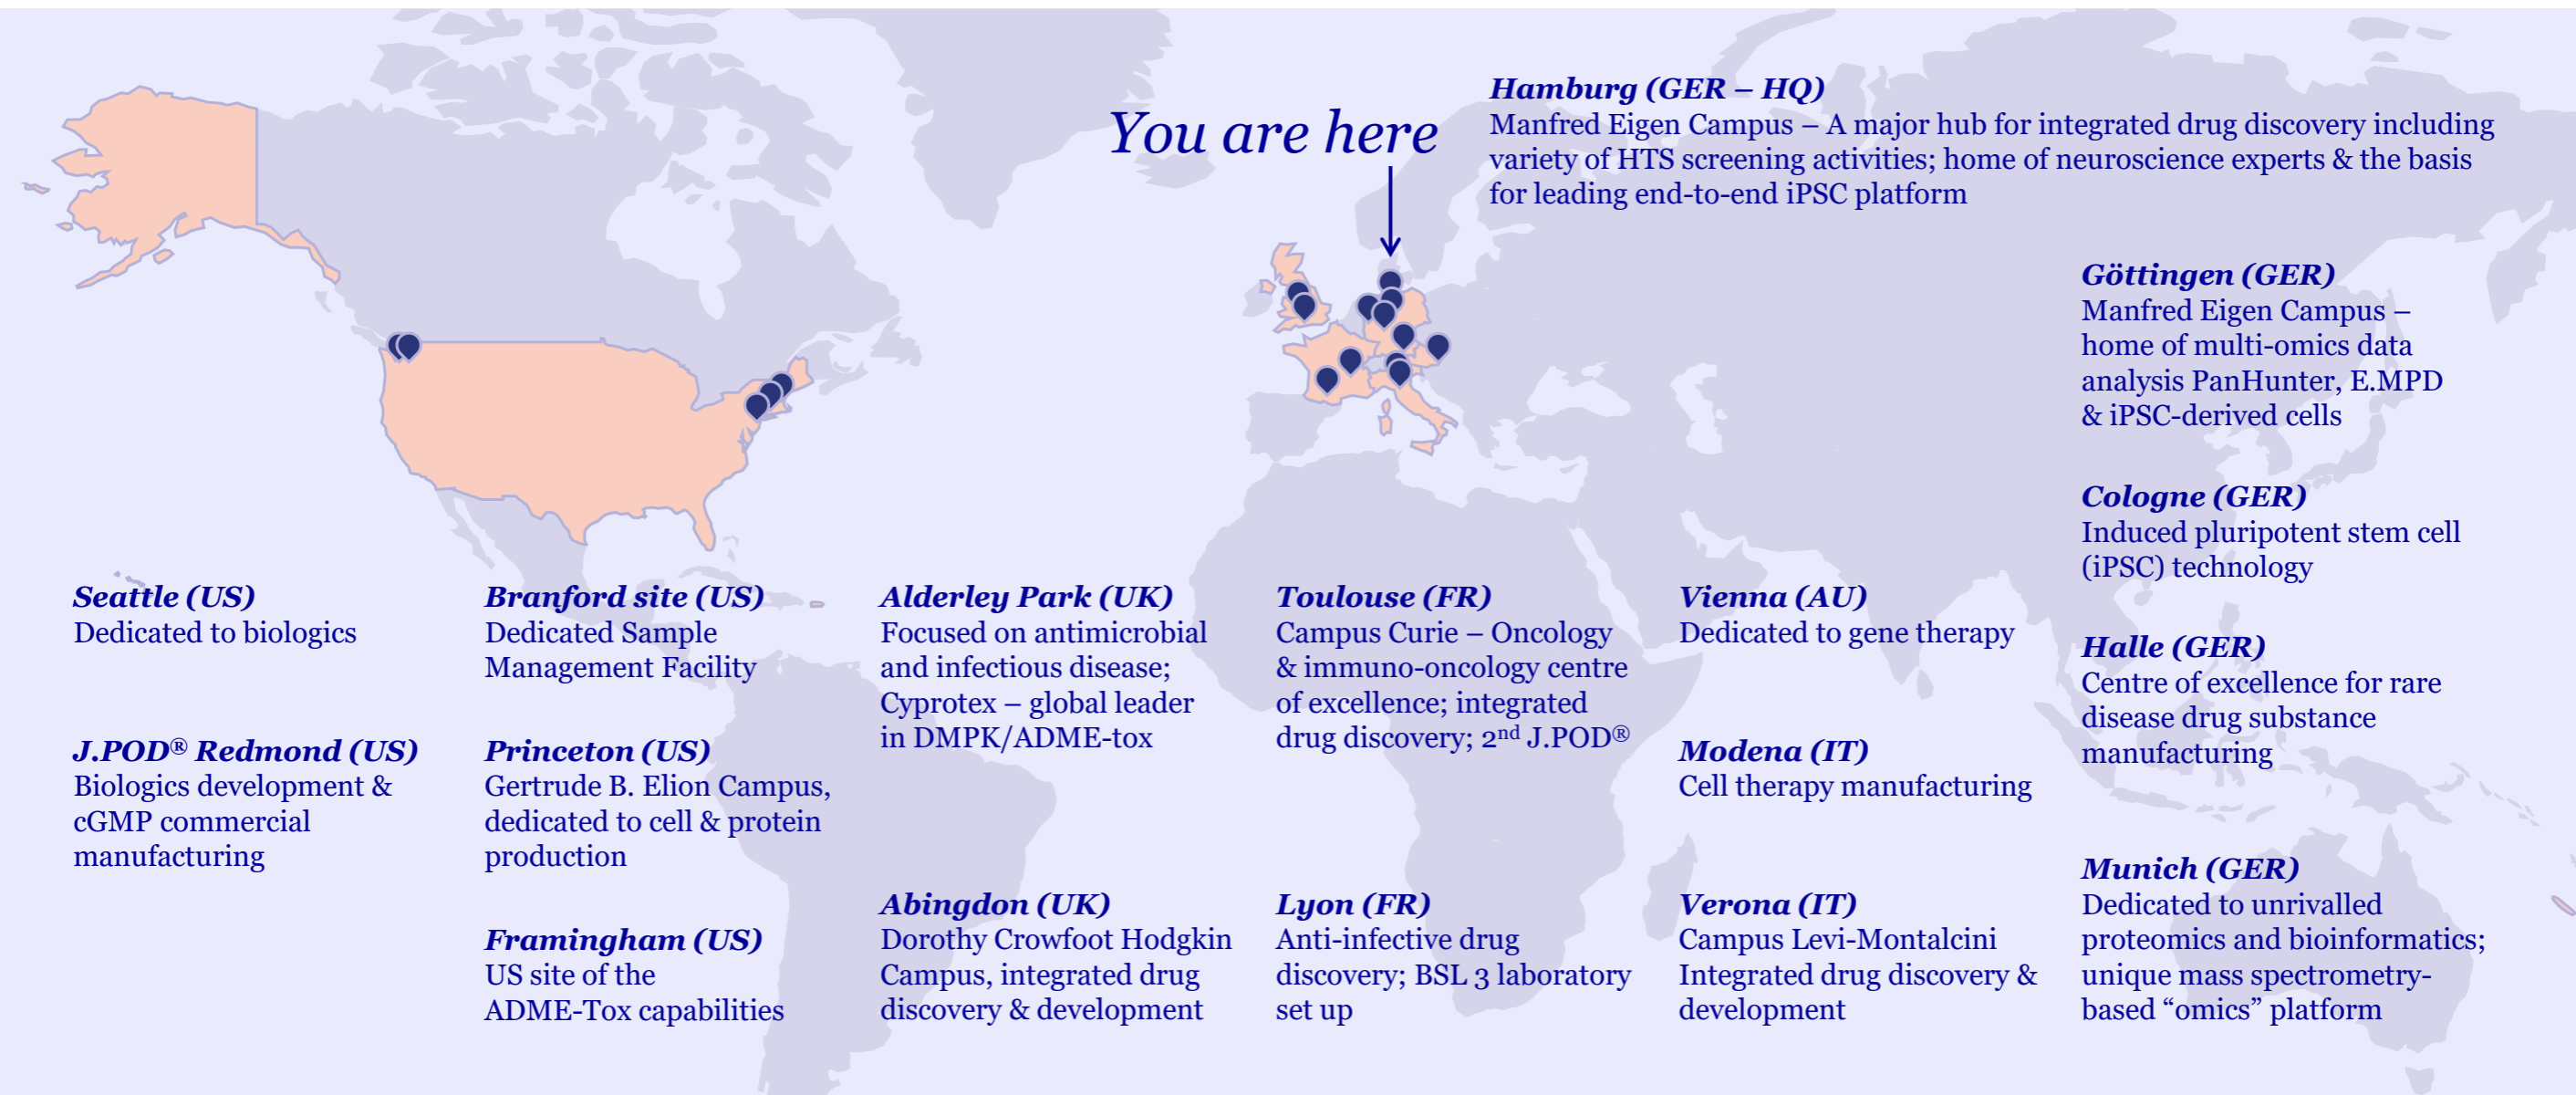 You are here
Hamburg (GER – HQ)
Manfred Eigen Campus – A major hub for integrated drug discovery including
variety of HTS screening activities; home of neuroscience experts & the basis
for leading end-to-end iPSC platform
Göttingen (GER)
Manfred Eigen Campus –
home of multi-omics data
analysis PanHunter, E.MPD
& iPSC-derived cells
Cologne (GER)
Induced pluripotent stem cell
(iPSC) technology
Halle (GER)
Centre of excellence for rare
disease drug substance
manufacturing
Munich (GER)
Dedicated to unrivalled
proteomics and bioinformatics;
unique mass spectrometry-
based “omics” platform
Seattle (US)
Dedicated to biologics
J.POD® Redmond (US)
Biologics development &
cGMP commercial
manufacturing
Branford site (US)
Dedicated Sample
Management Facility
Princeton (US)
Gertrude B. Elion Campus,
dedicated to cell & protein
production
Framingham (US)
US site of the
ADME-Tox capabilities
Alderley Park (UK)
Focused on antimicrobial
and infectious disease;
Cyprotex – global leader
in DMPK/ADME-tox
Abingdon (UK)
Dorothy Crowfoot Hodgkin
Campus, integrated drug
discovery & development
Toulouse (FR)
Campus Curie – Oncology
& immuno-oncology centre
of excellence; integrated
drug discovery; 2nd J.POD®
Lyon (FR)
Anti-infective drug
discovery; BSL 3 laboratory
set up
Vienna (AU)
Dedicated to gene therapy
Modena (IT)
Cell therapy manufacturing
Verona (IT)
Campus Levi-Montalcini
Integrated drug discovery &
development